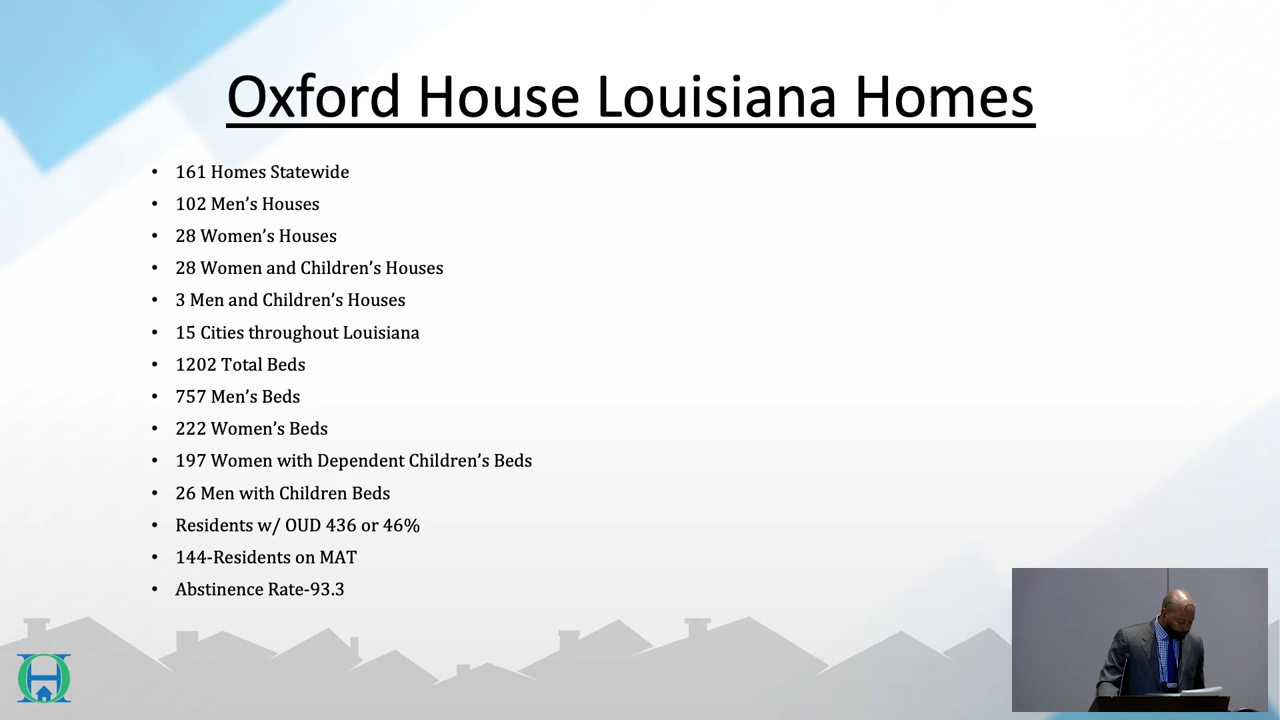 Oxford House Louisiana Homes
• 161 Homes Statewide
• 102 Men’s Houses
• 28 Women’s Houses
• 28 Women and Children’s Houses
• 3 Men and Children’s Houses
• 15 Cities throughout Louisiana
• 1202 Total Beds
• 757 Men’s Beds
• 222 Women’s Beds
• 197 Women with Dependent Children’s Beds
• 26 Men with Children Beds
• Residents w/ OUD 436 or 46%
• 144-Residents on MAT
• Abstinence Rate-93.3
OH